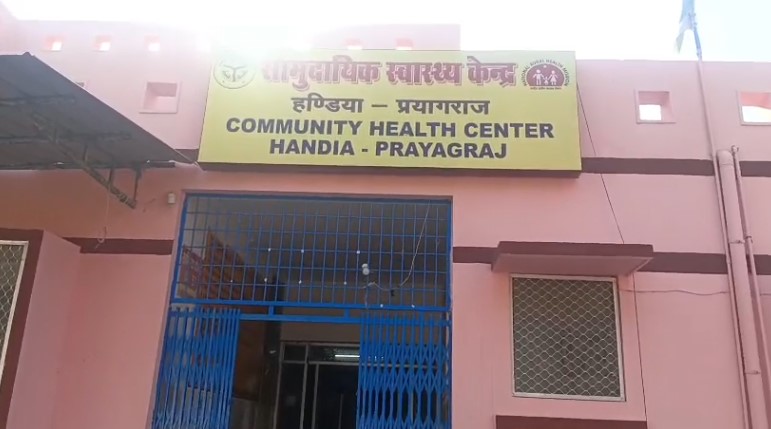 सामुदायिक स्वास्थ्य केन्द्र
हण्डिया – प्रयागराज
COMMUNITY HEALTH CENTER
HANDIA - PRAYAGRAJ